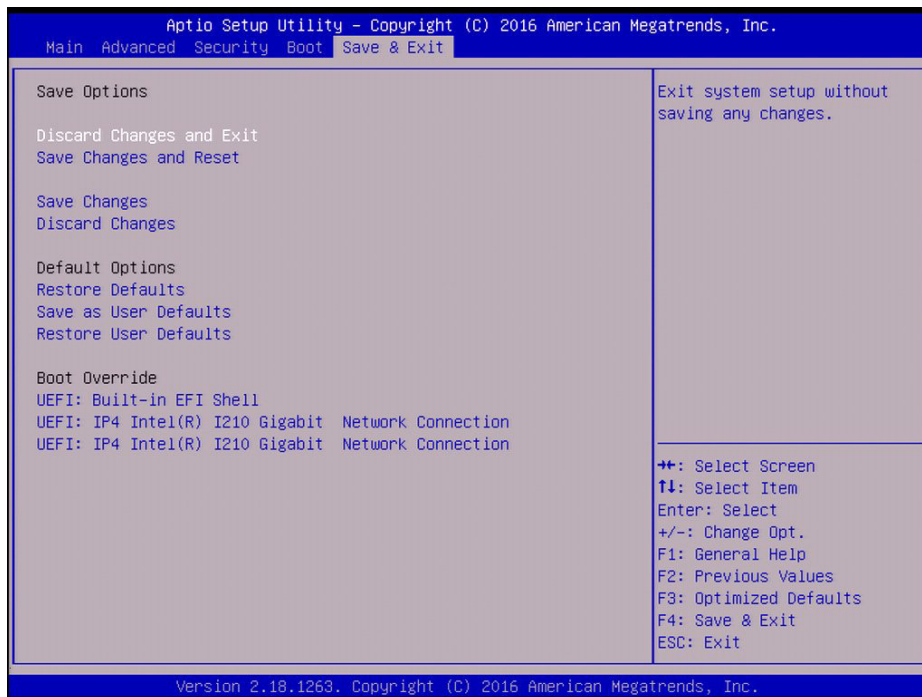 Aptio Setup Utility – Copyright (C) 2016 American Megatrends, Inc.
Main Advanced Security Boot Save & Exit
Save Options
Discard Changes and Exit
Save Changes and Reset
Save Changes
Discard Changes
Default Options
Restore Defaults
Save as User Defaults
Restore User Defaults
Boot Override
UEFI: Built-in EFI Shell
UEFI: IP4 Intel(R) I210 Gigabit Network Connection
UEFI: IP4 Intel(R) I210 Gigabit Network Connection
Exit system setup without
saving any changes.
→←: Select Screen
↑↓: Select Item
Enter: Select
+/-: Change Opt.
F1: General Help
F2: Previous Values
F3: Optimized Defaults
F4: Save & Exit
ESC: Exit
Version 2.18.1263. Copyright (C) 2016 American Megatrends, Inc.